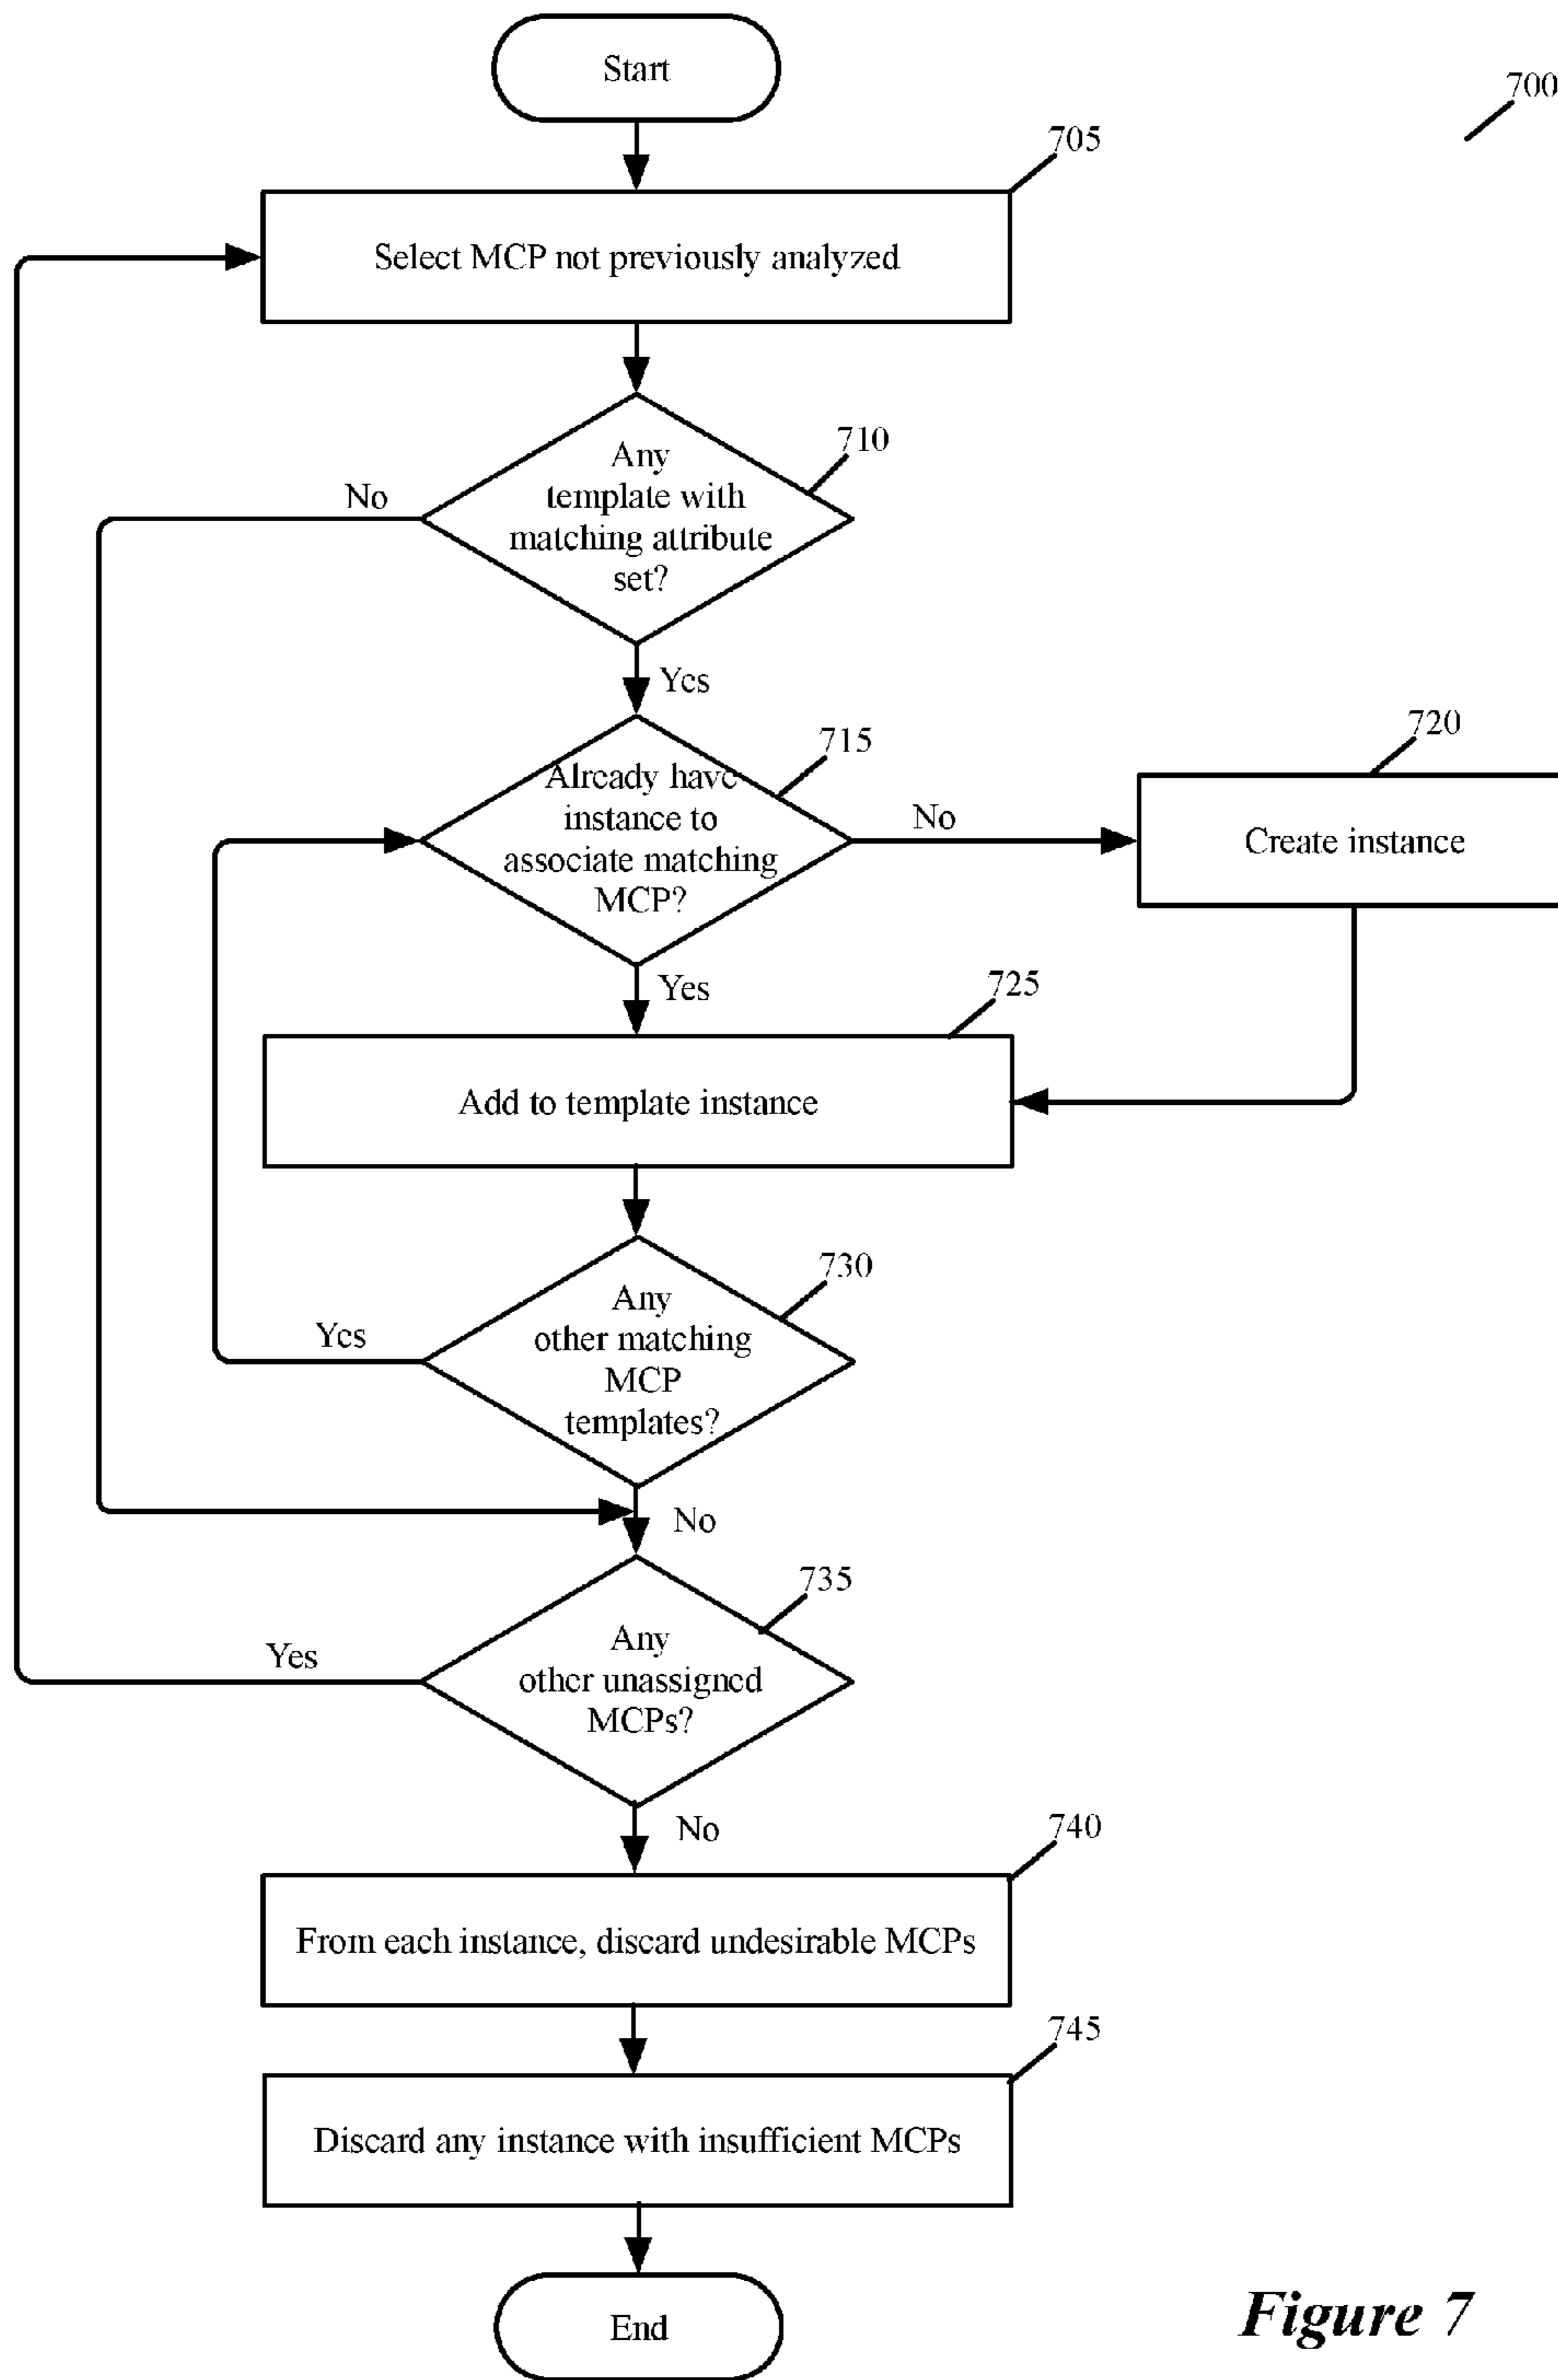 Start
700
705
Select MCP not previously analyzed
710
Any
template with
matching attribute
set?
No
Yes
715
Already have
instance to
associate matching
MCP?
No
720
Create instance
Yes
725
Add to template instance
730
Any
other matching
MCP
templates?
Yes
No
735
Any
other unassigned
MCPs?
Yes
No
740
From each instance, discard undesirable MCPs
745
Discard any instance with insufficient MCPs
End
Figure 7